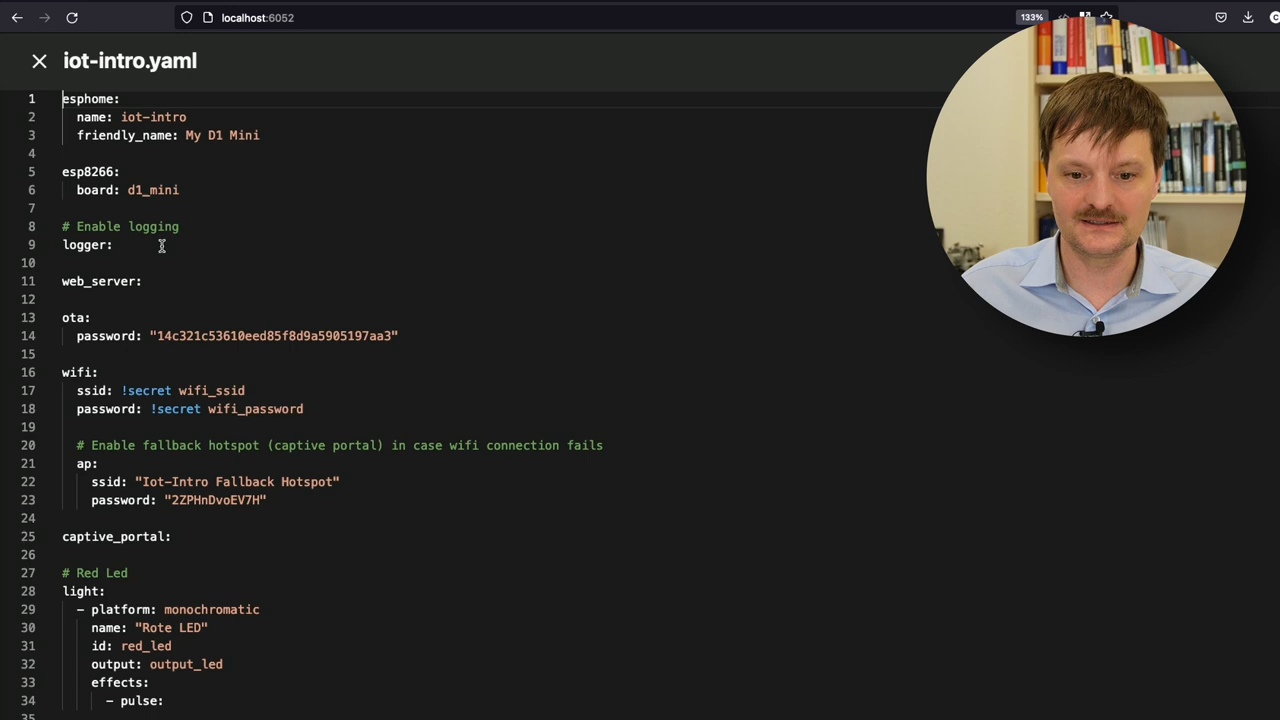 localhost:6052
133%
iot-intro.yaml
1 esphome:
2 name: iot-intro
3 friendly_name: My D1 Mini
4
5 esp8266:
6 board: d1_mini
7
8 # Enable logging
9 logger:
10
11 web_server:
12
13 ota:
14 password: "14c321c53610eed85f8d9a5905197aa3"
15
16 wifi:
17 ssid: !secret wifi_ssid
18 password: !secret wifi_password
19
20 # Enable fallback hotspot (captive portal) in case wifi connection fails
21 ap:
22 ssid: "Iot-Intro Fallback Hotspot"
23 password: "2ZPHnDvoEV7H"
24
25 captive_portal:
26
27 # Red Led
28 light:
29 - platform: monochromatic
30 name: "Rote LED"
31 id: red_led
32 output: output_led
33 effects:
34 - pulse:
35